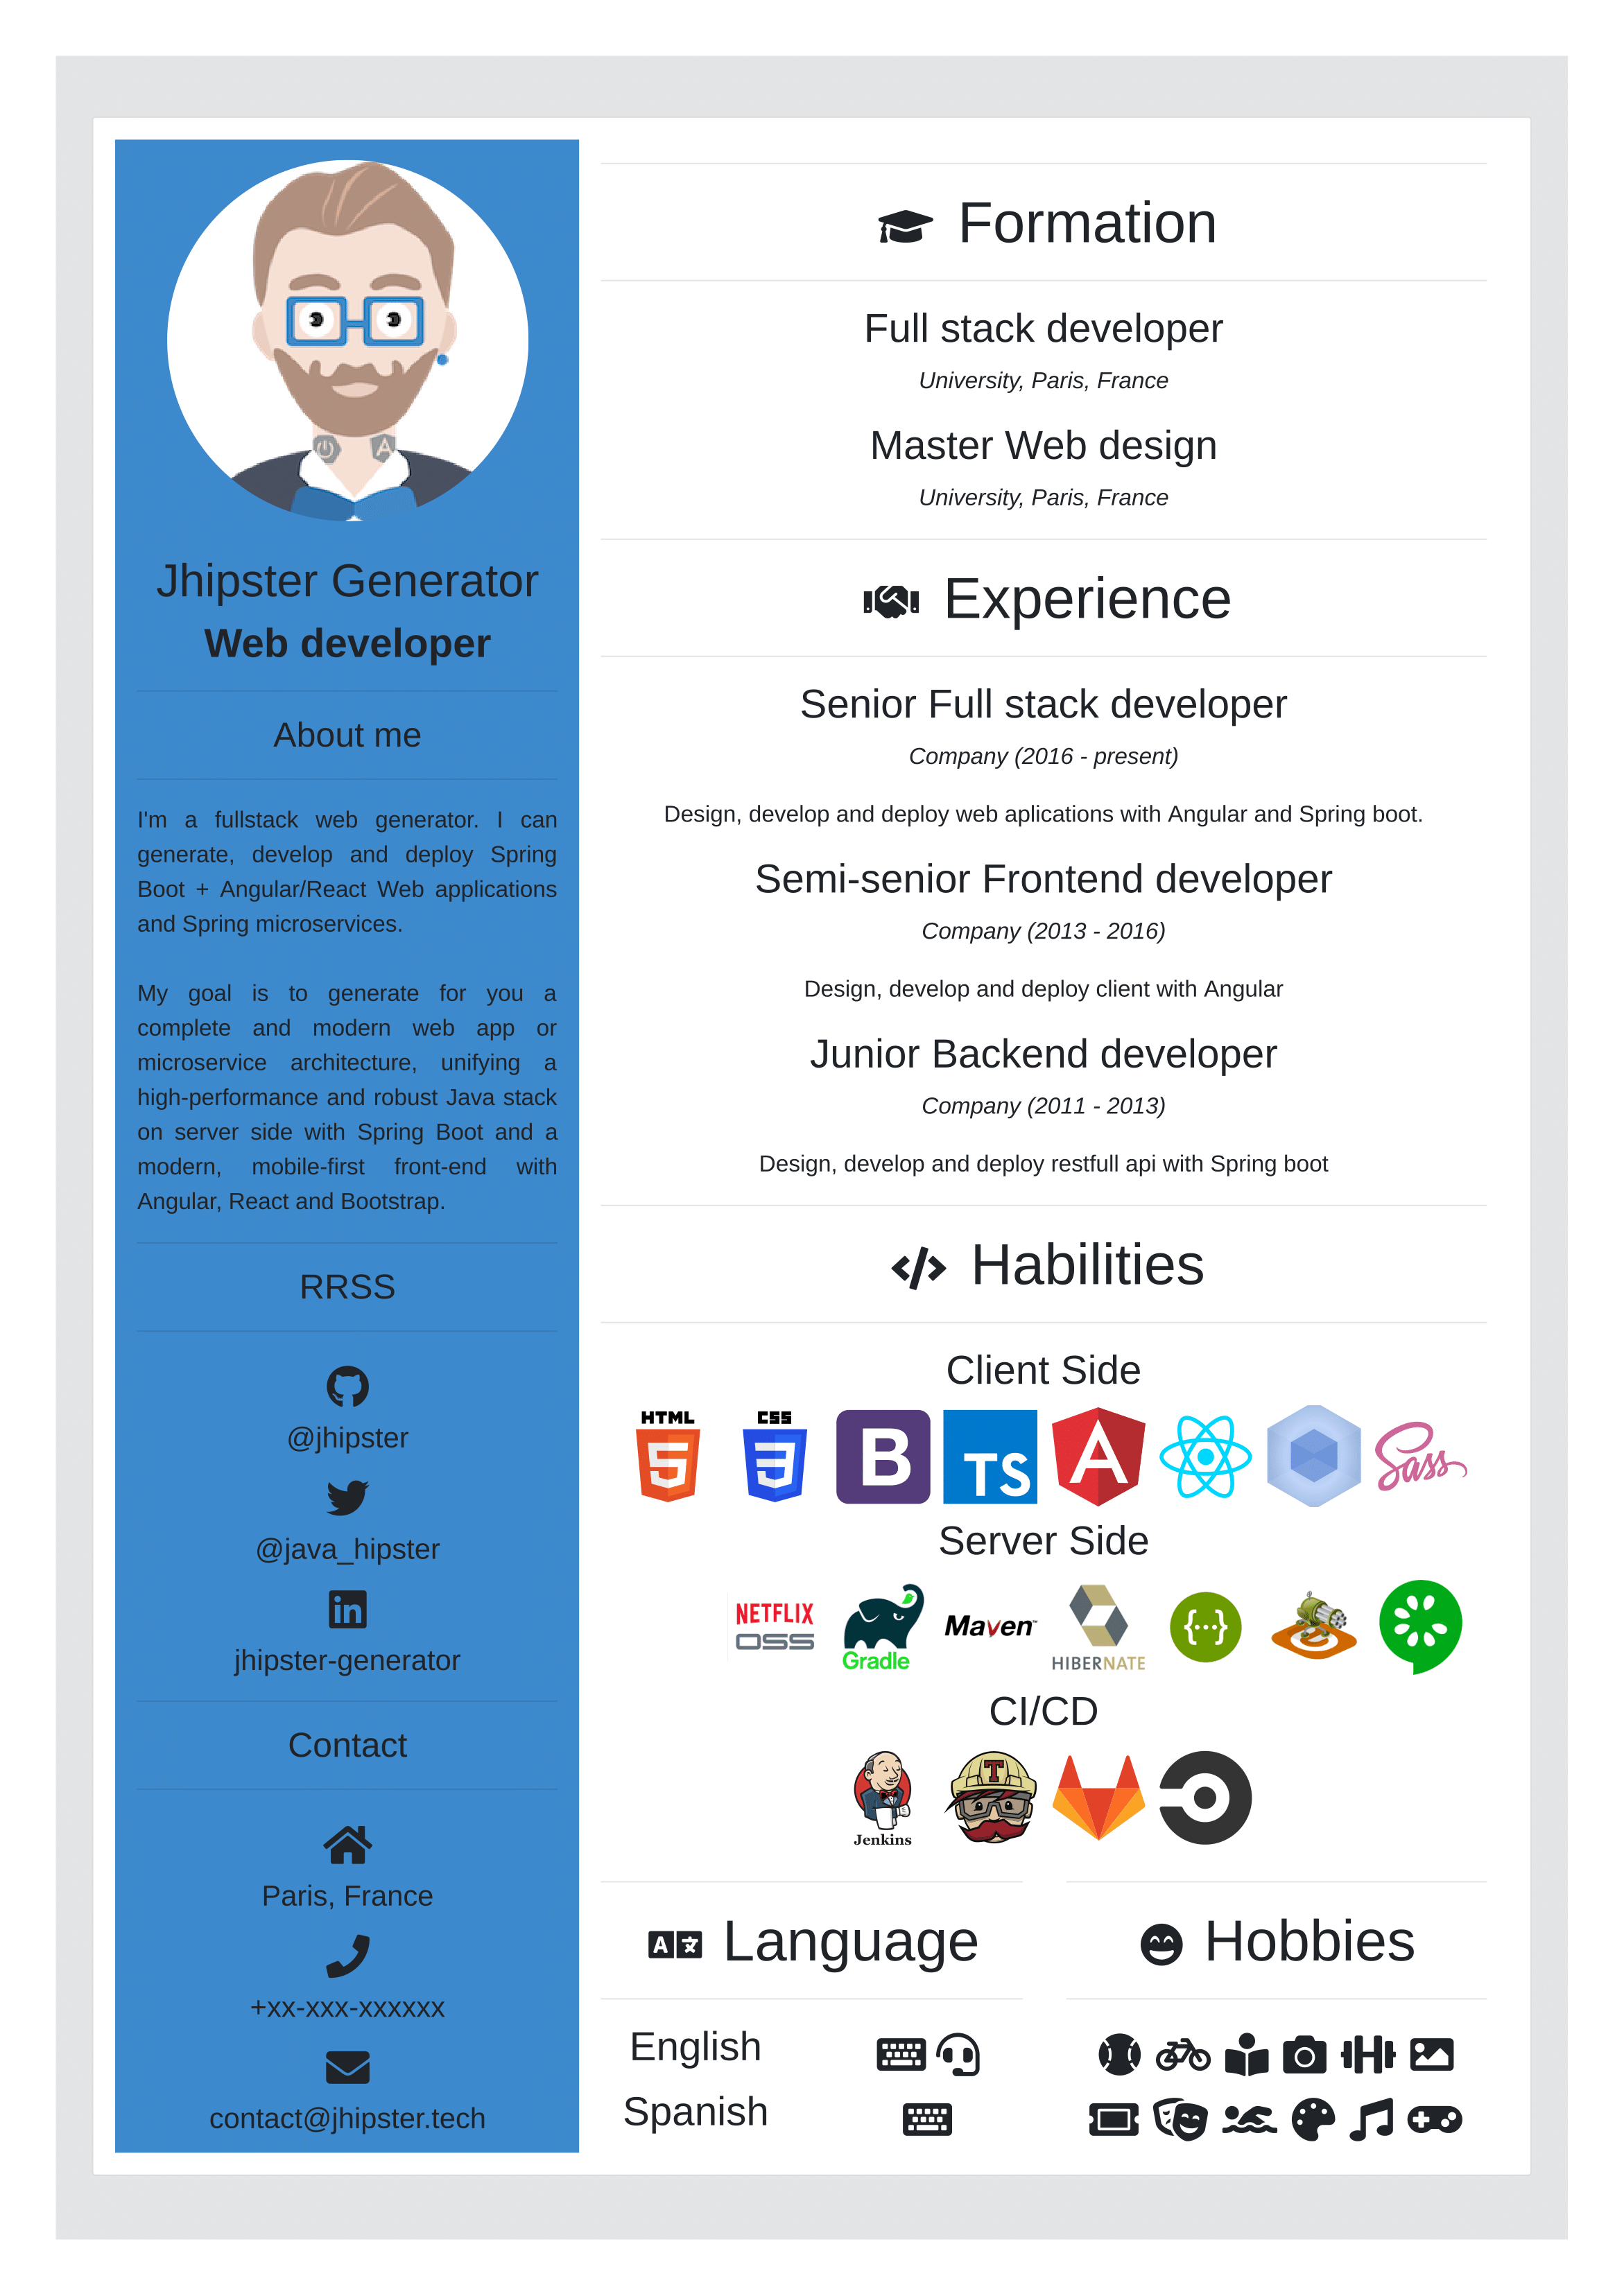 Jhipster Generator
Web developer
About me
I'm a fullstack web generator. I can
generate, develop and deploy Spring
Boot + Angular/React Web applications
and Spring microservices.
My goal is to generate for you a
complete and modern web app or
microservice architecture, unifying a
high-performance and robust Java stack
on server side with Spring Boot and a
modern, mobile-first front-end with
Angular, React and Bootstrap.
RRSS
@jhipster
@java_hipster
jhipster-generator
Contact
Paris, France
+xx-xxx-xxxxxx
contact@jhipster.tech
Formation
Full stack developer
University, Paris, France
Master Web design
University, Paris, France
Experience
Senior Full stack developer
Company (2016 - present)
Design, develop and deploy web aplications with Angular and Spring boot.
Semi-senior Frontend developer
Company (2013 - 2016)
Design, develop and deploy client with Angular
Junior Backend developer
Company (2011 - 2013)
Design, develop and deploy restfull api with Spring boot
Habilities
Client Side
HTML 5 CSS 3 B TS A Sass
Server Side
NETFLIX OSS Gradle Maven™ HIBERNATE {...}
CI/CD
Jenkins T
Language
English
Spanish
Hobbies